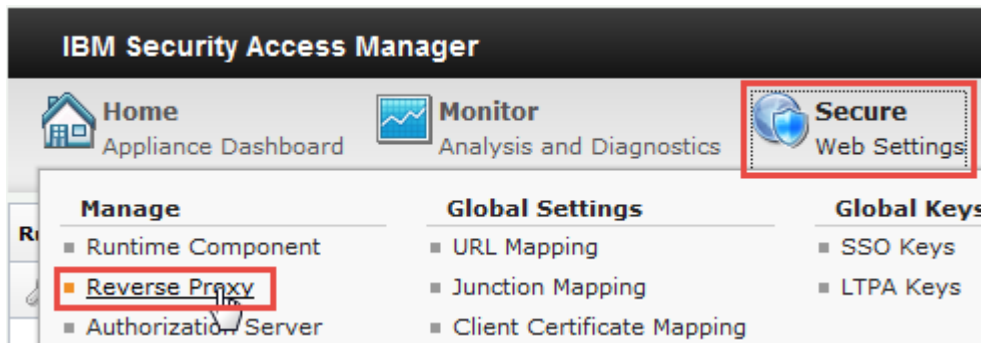 IBM Security Access Manager
Home Monitor Secure
Appliance Dashboard Analysis and Diagnostics Web Settings
Manage Global Settings Global Keys
Runtime Component URL Mapping SSO Keys
Reverse Proxy Junction Mapping LTPA Keys
Authorization Server Client Certificate Mapping